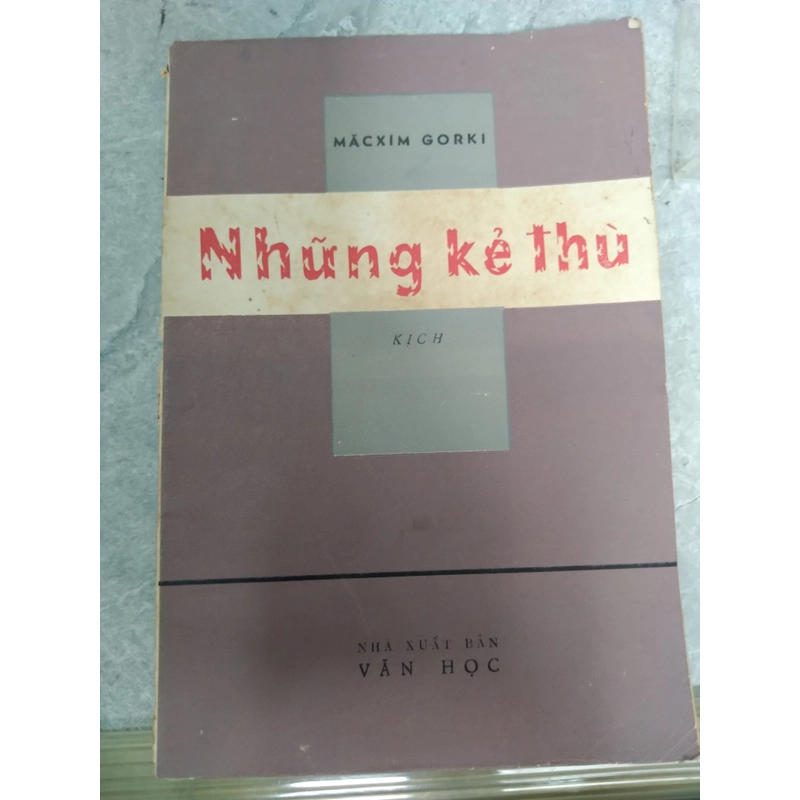 MĂCXIM GORKI
Những kẻ thù
KỊCH
NHÀ XUẤT BẢN
VĂN HỌC